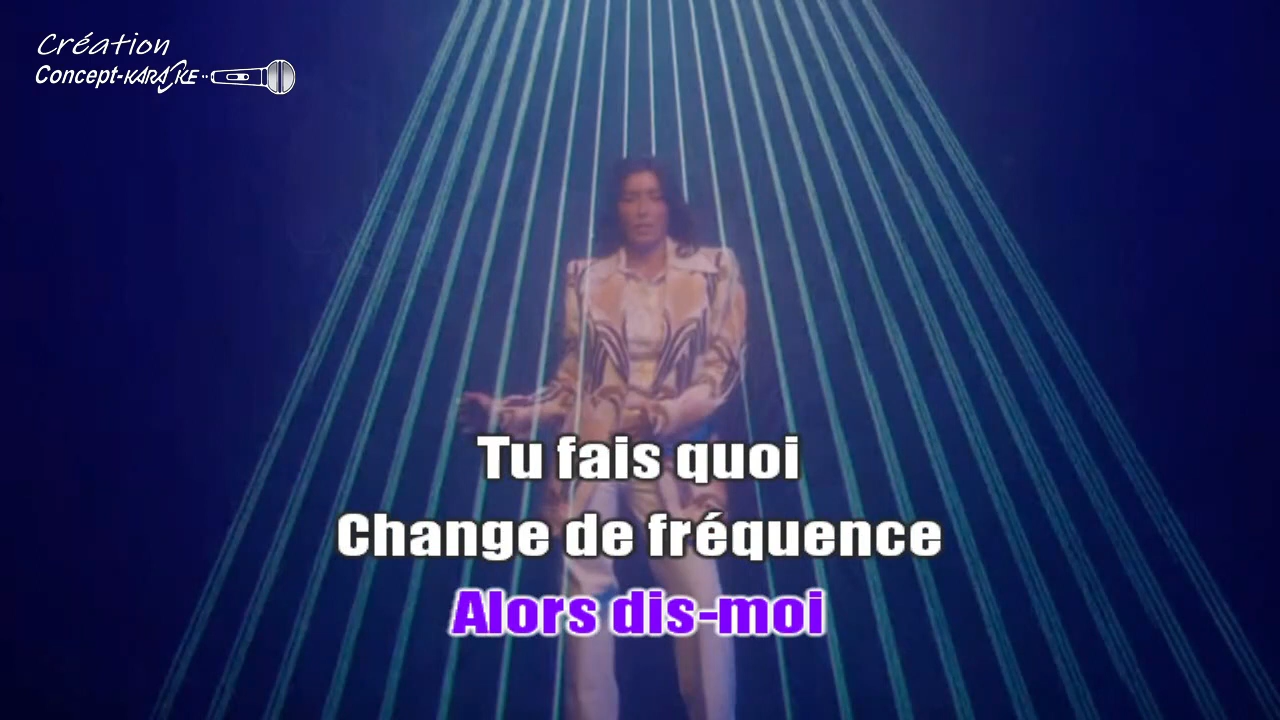 Création
Concept-KARAOKE
Tu fais quoi
Change de fréquence
Alors dis-moi